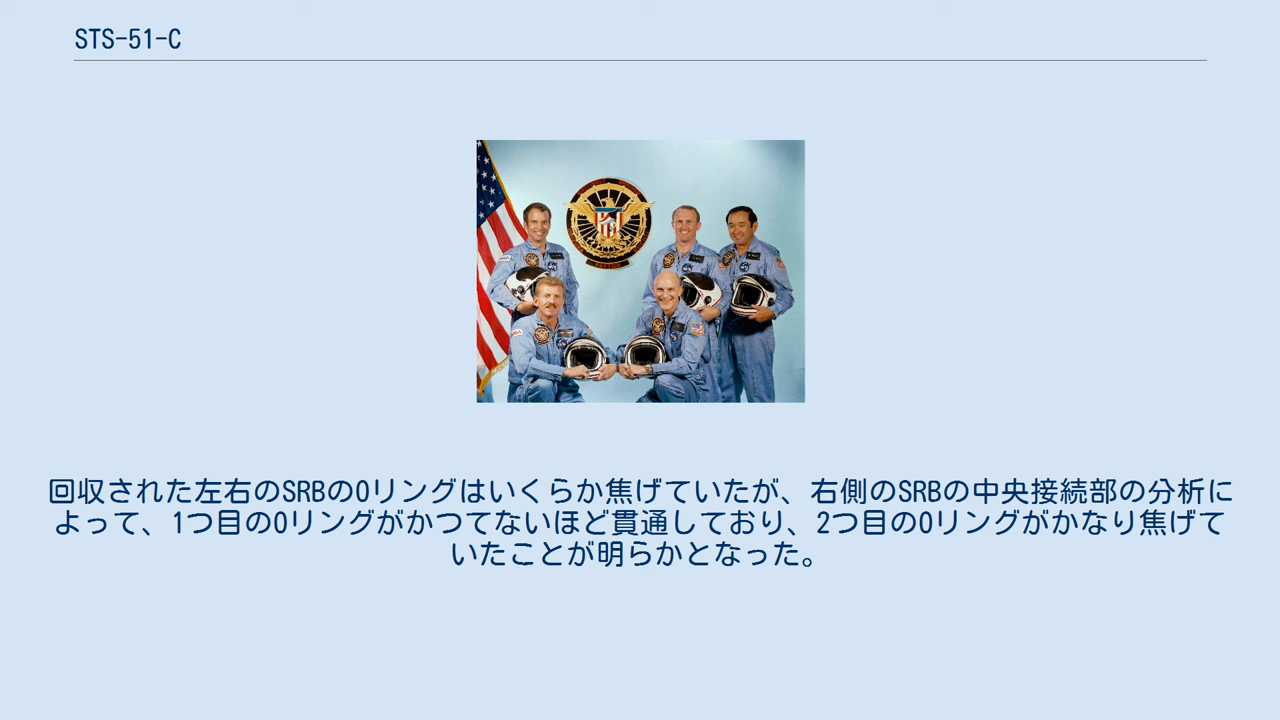 STS-51-C
回収された左右のSRBのOリングはいくらか焦げていたが、右側のSRBの中央接続部の分析に
よって、1つ目のOリングがかつてないほど貫通しており、2つ目のOリングがかなり焦げて
いたことが明らかとなった。